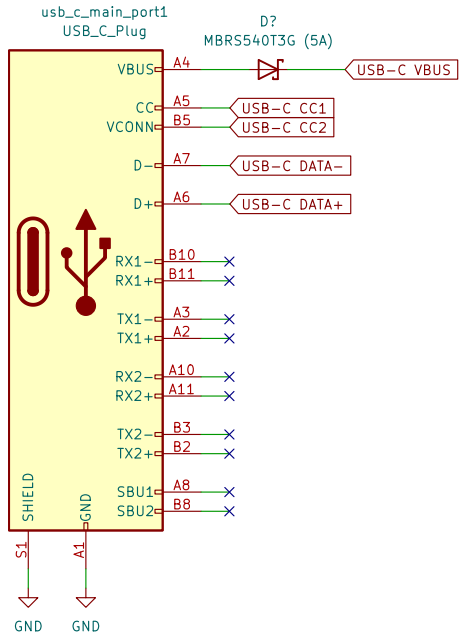 usb_c_main_port1
USB_C_Plug
D?
MBRS540T3G (5A)
VBUS A4 USB-C VBUS
CC A5 USB-C CC1
VCONN B5 USB-C CC2
D- A7 USB-C DATA-
D+ A6 USB-C DATA+
RX1- B10
RX1+ B11
TX1- A3
TX1+ A2
RX2- A10
RX2+ A11
TX2- B3
TX2+ B2
SBU1 A8
SBU2 B8
SHIELD
GND
S1
A1
GND
GND